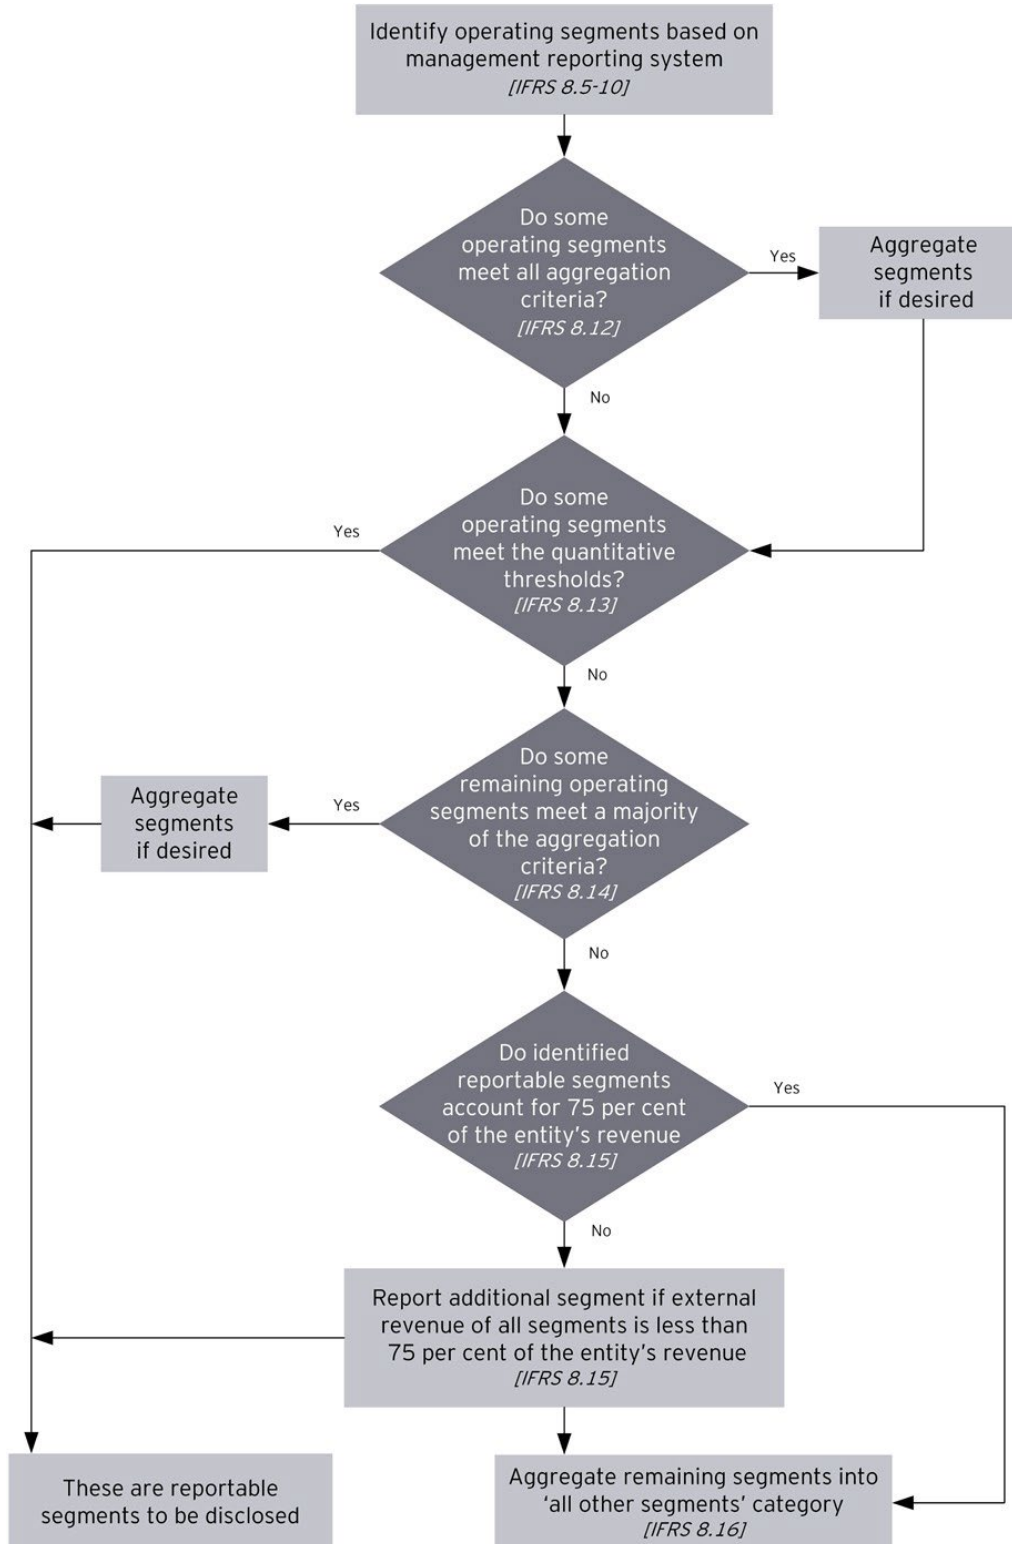 Identify operating segments based on
management reporting system
[IFRS 8.5-10]
Do some
operating segments
meet all aggregation
criteria?
[IFRS 8.12]
Yes
Aggregate
segments
if desired
No
Do some
operating segments
meet the quantitative
thresholds?
[IFRS 8.13]
Yes
No
Do some
remaining operating
segments meet a majority
of the aggregation
criteria?
[IFRS 8.14]
Yes
Aggregate
segments
if desired
No
Do identified
reportable segments
account for 75 per cent
of the entity's revenue
[IFRS 8.15]
Yes
No
Report additional segment if external
revenue of all segments is less than
75 per cent of the entity's revenue
[IFRS 8.15]
These are reportable
segments to be disclosed
Aggregate remaining segments into
'all other segments' category
[IFRS 8.16]